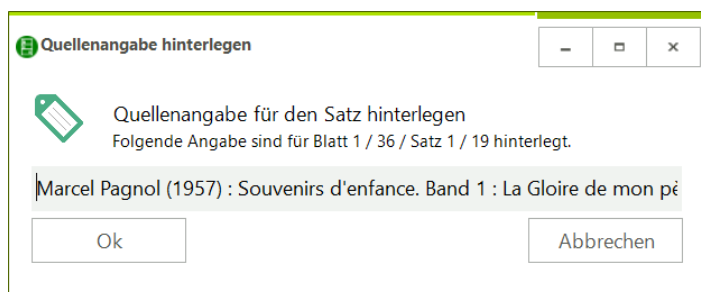 Quellenangabe hinterlegen
Quellenangabe für den Satz hinterlegen
Folgende Angabe sind für Blatt 1 / 36 / Satz 1 / 19 hinterlegt.
Marcel Pagnol (1957) : Souvenirs d'enfance. Band 1 : La Gloire de mon pè
Ok Abbrechen